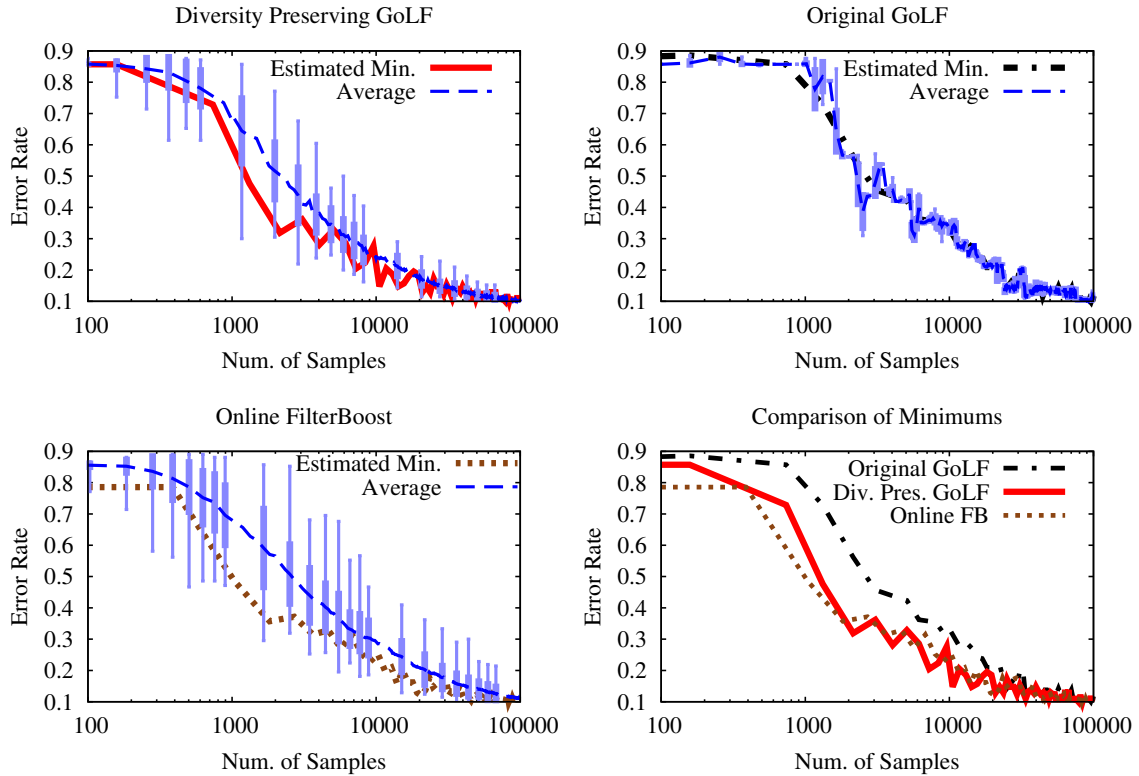 Diversity Preserving GoLF
Error Rate
0.9
0.8
0.7
0.6
0.5
0.4
0.3
0.2
0.1
Estimated Min.
Average
100 1000 10000 100000
Num. of Samples
Original GoLF
Error Rate
0.9
0.8
0.7
0.6
0.5
0.4
0.3
0.2
0.1
Estimated Min.
Average
100 1000 10000 100000
Num. of Samples
Online FilterBoost
Error Rate
0.9
0.8
0.7
0.6
0.5
0.4
0.3
0.2
0.1
Estimated Min.
Average
100 1000 10000 100000
Num. of Samples
Comparison of Minimums
Error Rate
0.9
0.8
0.7
0.6
0.5
0.4
0.3
0.2
0.1
Original GoLF
Div. Pres. GoLF
Online FB
100 1000 10000 100000
Num. of Samples